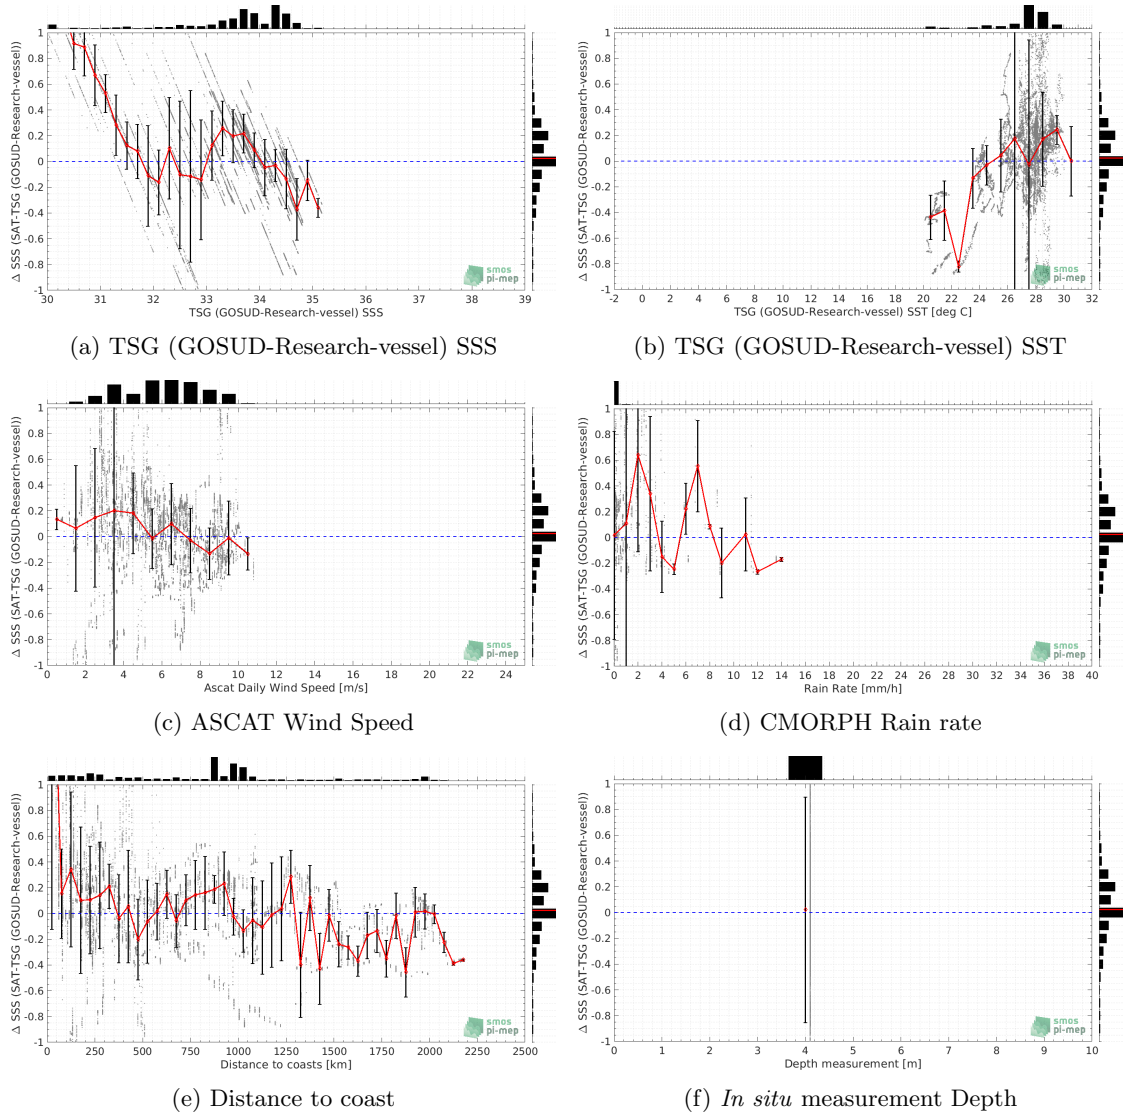 1
0.8
0.6
0.4
0.2
0
-0.2
-0.4
-0.6
-0.8
-1
Δ SSS (SAT-TSG (GOSUD-Research-vessel))
30 31 32 33 34 35 36 37 38 39
TSG (GOSUD-Research-vessel) SSS
smos
pi-mep
(a) TSG (GOSUD-Research-vessel) SSS
1
0.8
0.6
0.4
0.2
0
-0.2
-0.4
-0.6
-0.8
-1
Δ SSS (SAT-TSG (GOSUD-Research-vessel))
-2 0 2 4 6 8 10 12 14 16 18 20 22 24 26 28 30 32
TSG (GOSUD-Research-vessel) SST [deg C]
smos
pi-mep
(b) TSG (GOSUD-Research-vessel) SST
1
0.8
0.6
0.4
0.2
0
-0.2
-0.4
-0.6
-0.8
-1
Δ SSS (SAT-TSG (GOSUD-Research-vessel))
0 2 4 6 8 10 12 14 16 18 20 22 24
Ascat Daily Wind Speed [m/s]
smos
pi-mep
(c) ASCAT Wind Speed
1
0.8
0.6
0.4
0.2
0
-0.2
-0.4
-0.6
-0.8
-1
Δ SSS (SAT-TSG (GOSUD-Research-vessel))
0 2 4 6 8 10 12 14 16 18 20 22 24 26 28 30 32 34 36 38 40
Rain Rate [mm/h]
smos
pi-mep
(d) CMORPH Rain rate
1
0.8
0.6
0.4
0.2
0
-0.2
-0.4
-0.6
-0.8
-1
Δ SSS (SAT-TSG (GOSUD-Research-vessel))
0 250 500 750 1000 1250 1500 1750 2000 2250 2500
Distance to coasts [km]
smos
pi-mep
(e) Distance to coast
1
0.8
0.6
0.4
0.2
0
-0.2
-0.4
-0.6
-0.8
-1
Δ SSS (SAT-TSG (GOSUD-Research-vessel))
0 1 2 3 4 5 6 7 8 9 10
Depth measurement [m]
smos
pi-mep
(f) In situ measurement Depth